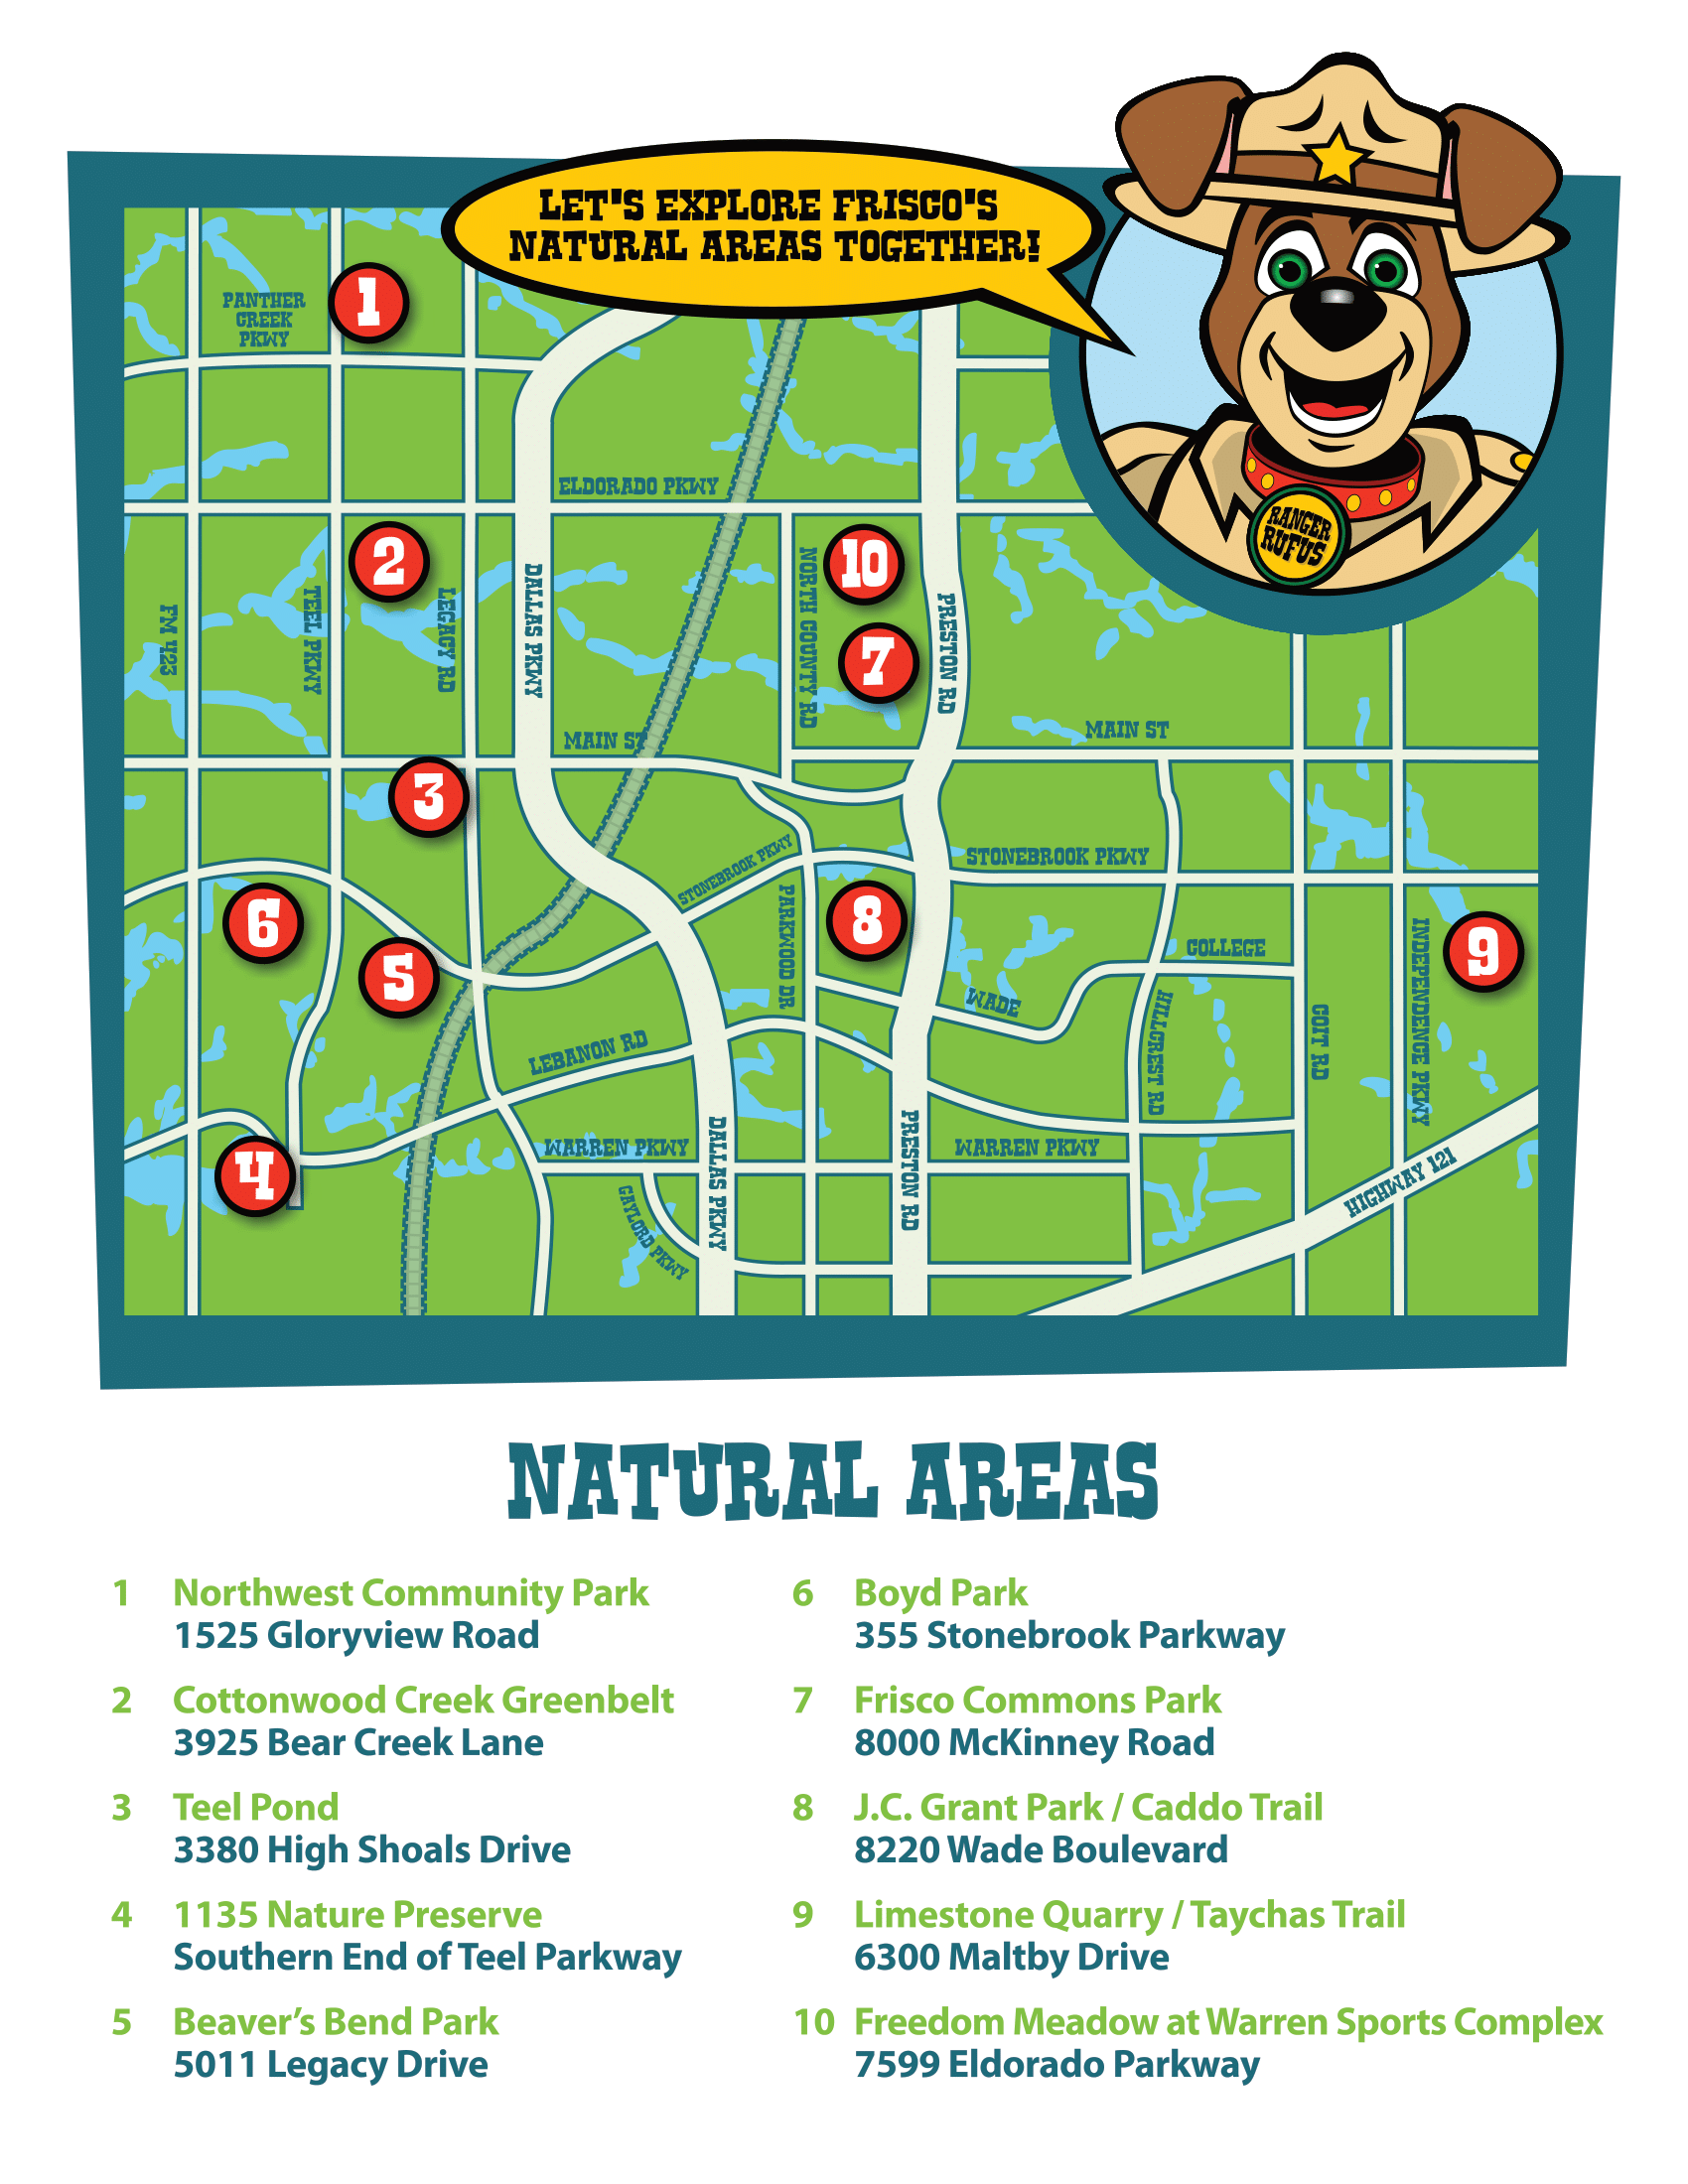 LET'S EXPLORE FRISCO'S
NATURAL AREAS TOGETHER!
RANGER
RUFUS
PANTHER
CREEK
PKWY
1
ELDORADO PKWY
2
10
7
FM 423
TEEL PKWY
LEGACY RD
DALLAS PKWY
NORTH COUNTY RD
PRESTON RD
MAIN ST
MAIN ST
3
STONEBROOK PKWY
STONEBROOK PKWY
6
5
8
9
PARKWOOD DR
COLLEGE
WADE
HILLCREST RD
COIT RD
INDEPENDENCE PKWY
LEBANON RD
4
WARREN PKWY
WARREN PKWY
GAYLORD PKWY
DALLAS PKWY
PRESTON RD
HIGHWAY 121
NATURAL AREAS
1 Northwest Community Park
1525 Gloryview Road
2 Cottonwood Creek Greenbelt
3925 Bear Creek Lane
3 Teel Pond
3380 High Shoals Drive
4 1135 Nature Preserve
Southern End of Teel Parkway
5 Beaver’s Bend Park
5011 Legacy Drive
6 Boyd Park
355 Stonebrook Parkway
7 Frisco Commons Park
8000 McKinney Road
8 J.C. Grant Park / Caddo Trail
8220 Wade Boulevard
9 Limestone Quarry / Taychas Trail
6300 Maltby Drive
10 Freedom Meadow at Warren Sports Complex
7599 Eldorado Parkway